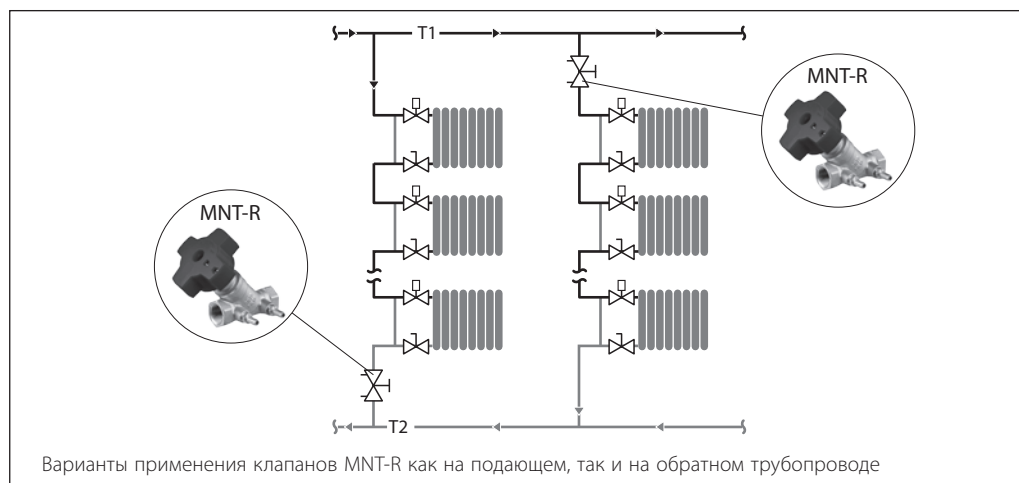 T1
MNT-R
MNT-R
T2
Варианты применения клапанов MNT-R как на подающем, так и на обратном трубопроводе